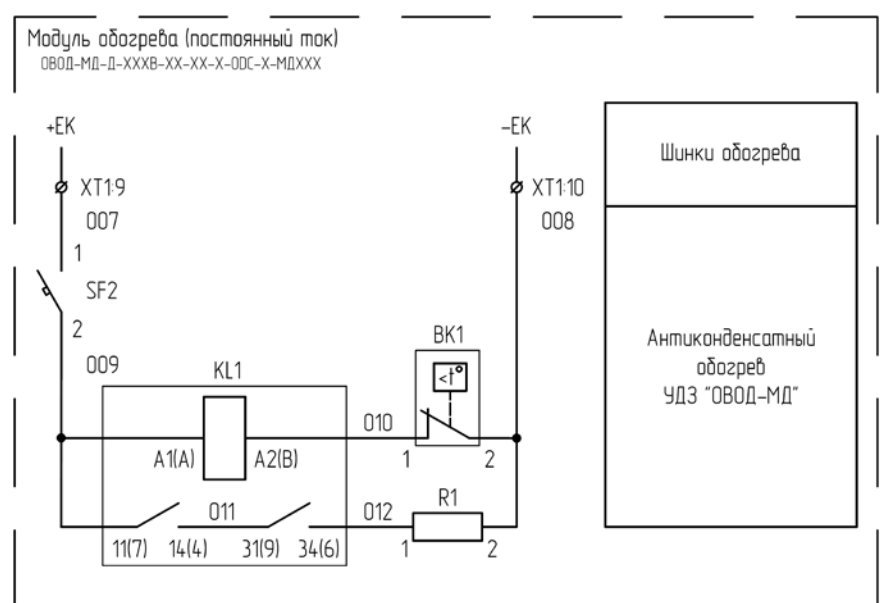 Модуль обогрева (постоянный ток)
ОВОД-МД-Д-XXXВ-XX-XX-X-0DC-X-МДXXX
+ЕК
-ЕК
Шинки обогрева
XT1:9
XT1:10
007
008
1
SF2
2
009
KL1
BK1
<t°
Антиконденсатный
обогрев
УДЗ "ОВОД-МД"
010
A1(A)
A2(B)
1
2
011
012
R1
11(7)
14(4)
31(9)
34(6)
1
2